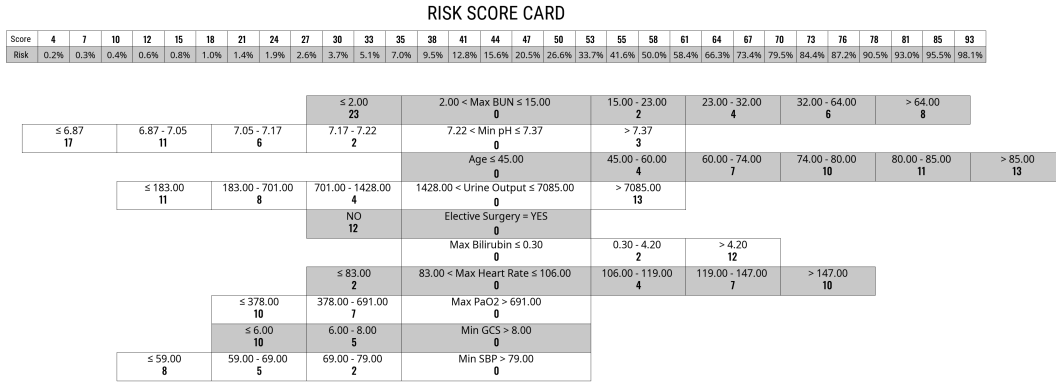 RISK SCORE CARD
Score 4 7 10 12 15 18 21 24 27 30 33 35 38 41 44 47 50 53 55 58 61 64 67 70 73 76 78 81 85 93
Risk 0.2% 0.3% 0.4% 0.6% 0.8% 1.0% 1.4% 1.9% 2.6% 3.7% 5.1% 7.0% 9.5% 12.8% 15.6% 20.5% 26.6% 33.7% 41.6% 50.0% 58.4% 66.3% 73.4% 79.5% 84.4% 87.2% 90.5% 93.0% 95.5% 98.1%
≤ 2.00 2.00 < Max BUN ≤ 15.00 15.00 - 23.00 23.00 - 32.00 32.00 - 64.00 > 64.00
23 0 2 4 6 8
≤ 6.87 6.87 - 7.05 7.05 - 7.17 7.17 - 7.22 7.22 < Min pH ≤ 7.37 > 7.37
17 11 6 2 0 3
Age ≤ 45.00 45.00 - 60.00 60.00 - 74.00 74.00 - 80.00 80.00 - 85.00 > 85.00
0 4 7 10 11 13
≤ 183.00 183.00 - 701.00 701.00 - 1428.00 1428.00 < Urine Output ≤ 7085.00 > 7085.00
11 8 4 0 13
NO Elective Surgery = YES
12 0
Max Bilirubin ≤ 0.30 0.30 - 4.20 > 4.20
0 2 12
≤ 83.00 83.00 < Max Heart Rate ≤ 106.00 106.00 - 119.00 119.00 - 147.00 > 147.00
2 0 4 7 10
≤ 378.00 378.00 - 691.00 Max PaO2 > 691.00
10 7 0
≤ 6.00 6.00 - 8.00 Min GCS > 8.00
10 5 0
≤ 59.00 59.00 - 69.00 69.00 - 79.00 Min SBP > 79.00
8 5 2 0